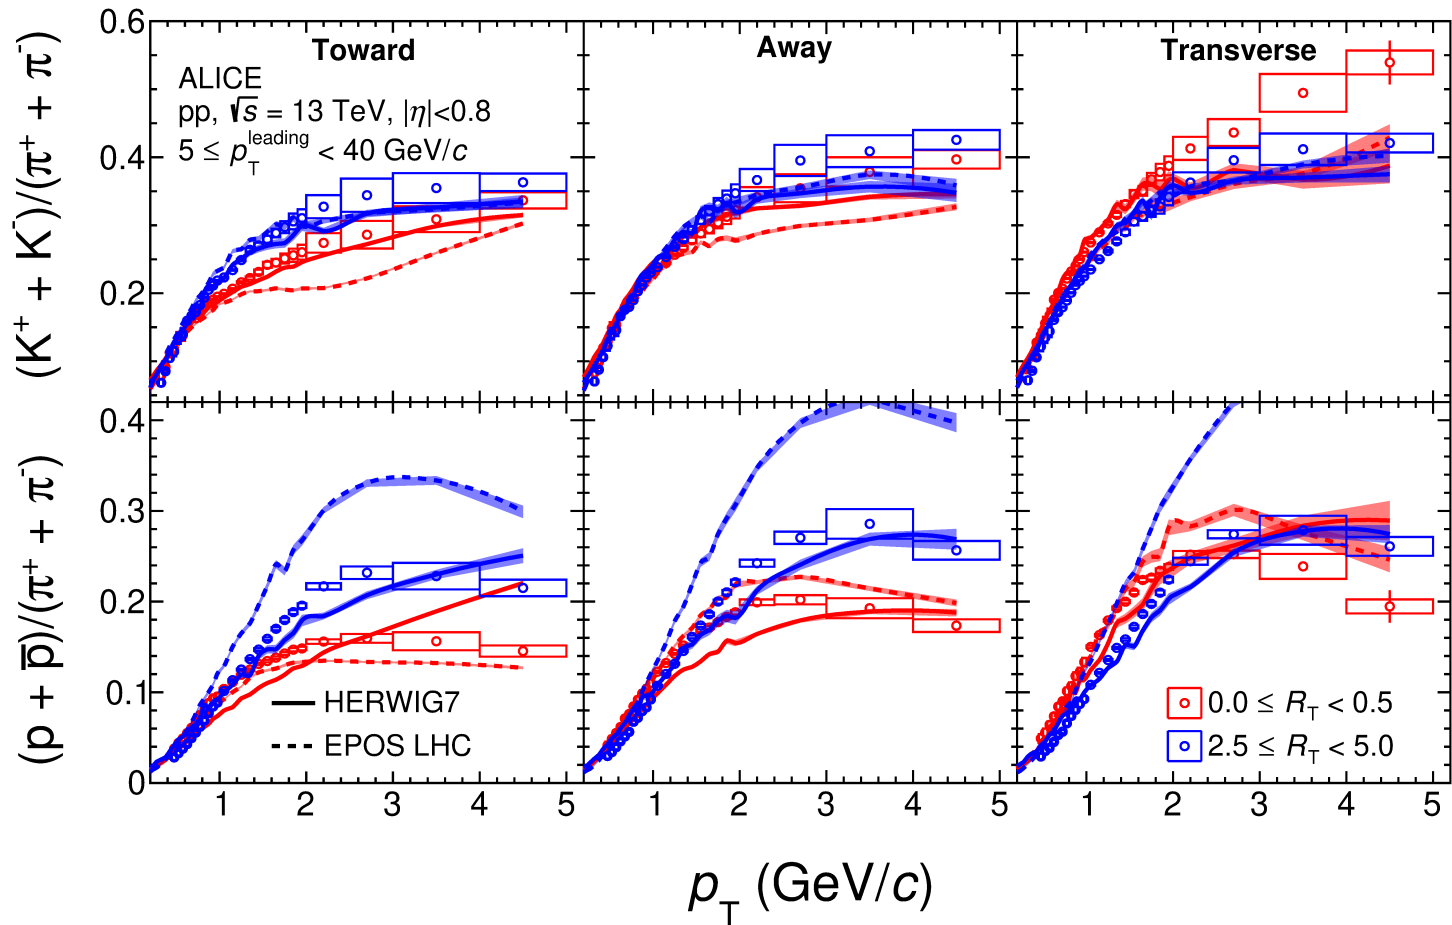 Toward
Away
Transverse
ALICE
pp, √s = 13 TeV, |η|<0.8
5 ≤ p_T^leading < 40 GeV/c
(K⁺ + K⁻)/(π⁺ + π⁻)
0.6
0.4
0.2
(p + p̅)/(π⁺ + π⁻)
0.4
0.3
0.2
0.1
0
HERWIG7
EPOS LHC
0.0 ≤ R_T < 0.5
2.5 ≤ R_T < 5.0
1 2 3 4 5 1 2 3 4 5 1 2 3 4 5
p_T (GeV/c)